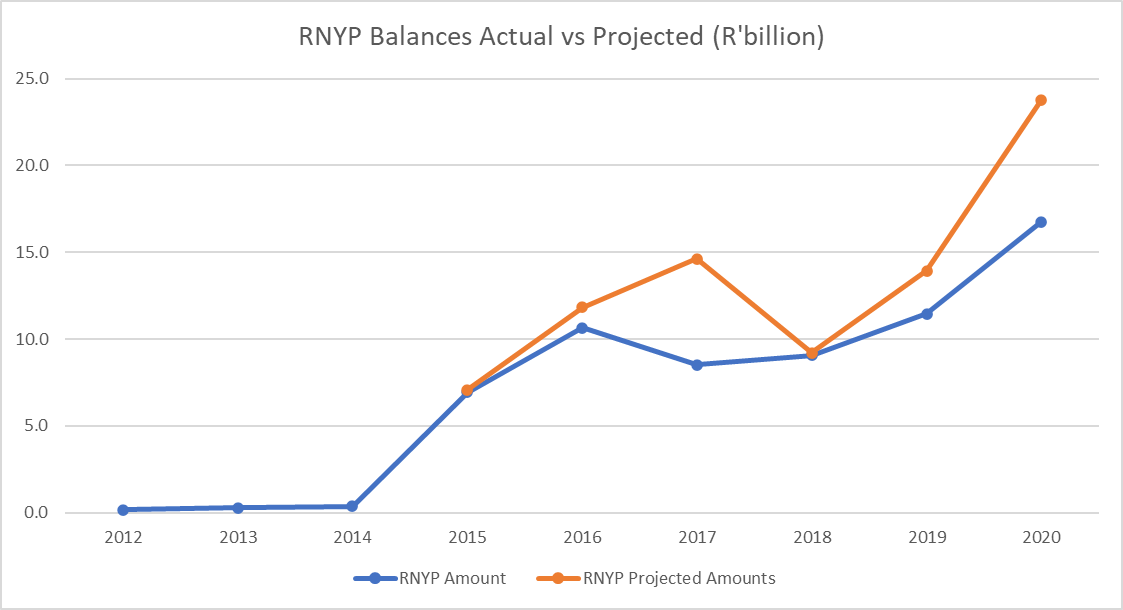 RNYP Balances Actual vs Projected (R'billion)
25.0
20.0
15.0
10.0
5.0
0.0
2012 2013 2014 2015 2016 2017 2018 2019 2020
RNYP Amount RNYP Projected Amounts